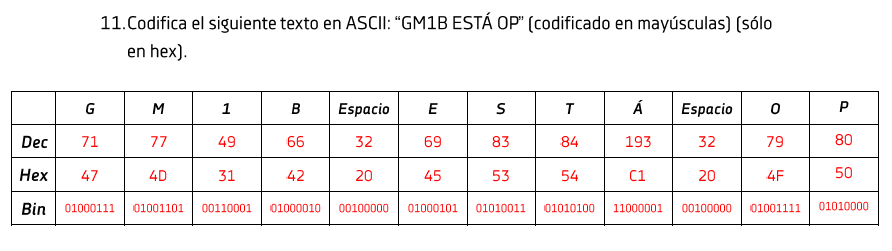 11.Codifica el siguiente texto en ASCII: “GM1B ESTÁ OP” (codificado en mayúsculas) (sólo
en hex).
G M 1 B Espacio E S T Á Espacio O P
Dec 71 77 49 66 32 69 83 84 193 32 79 80
Hex 47 4D 31 42 20 45 53 54 C1 20 4F 50
Bin 01000111 01001101 00110001 01000010 00100000 01000101 01010011 01010100 11000001 00100000 01001111 01010000